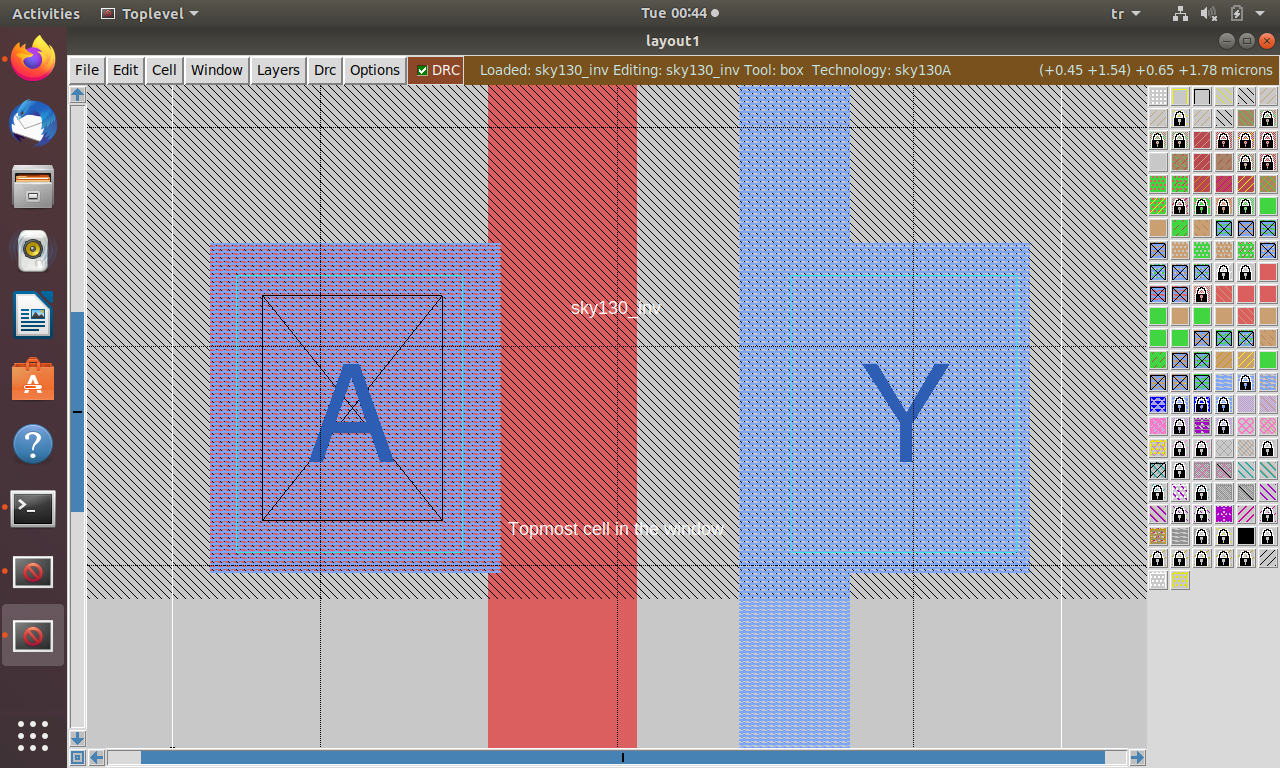 Activities Toplevel Tue 00:44 tr
layout1
File Edit Cell Window Layers Drc Options DRC Loaded: sky130_inv Editing: sky130_inv Tool: box Technology: sky130A (+0.45 +1.54) +0.65 +1.78 microns
sky130_inv
A Y
Topmost cell in the window